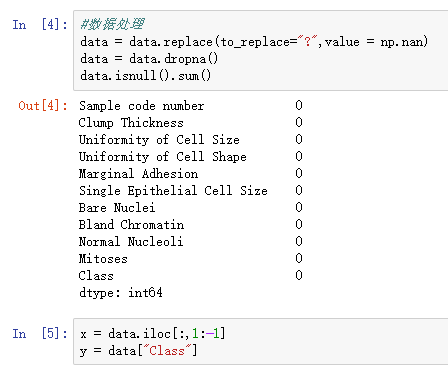 In [4]: #数据处理
data = data.replace(to_replace="?",value = np.nan)
data = data.dropna()
data.isnull().sum()
Out[4]: Sample code number 0
Clump Thickness 0
Uniformity of Cell Size 0
Uniformity of Cell Shape 0
Marginal Adhesion 0
Single Epithelial Cell Size 0
Bare Nuclei 0
Bland Chromatin 0
Normal Nucleoli 0
Mitoses 0
Class 0
dtype: int64
In [5]: x = data.iloc[:,1:-1]
y = data["Class"]